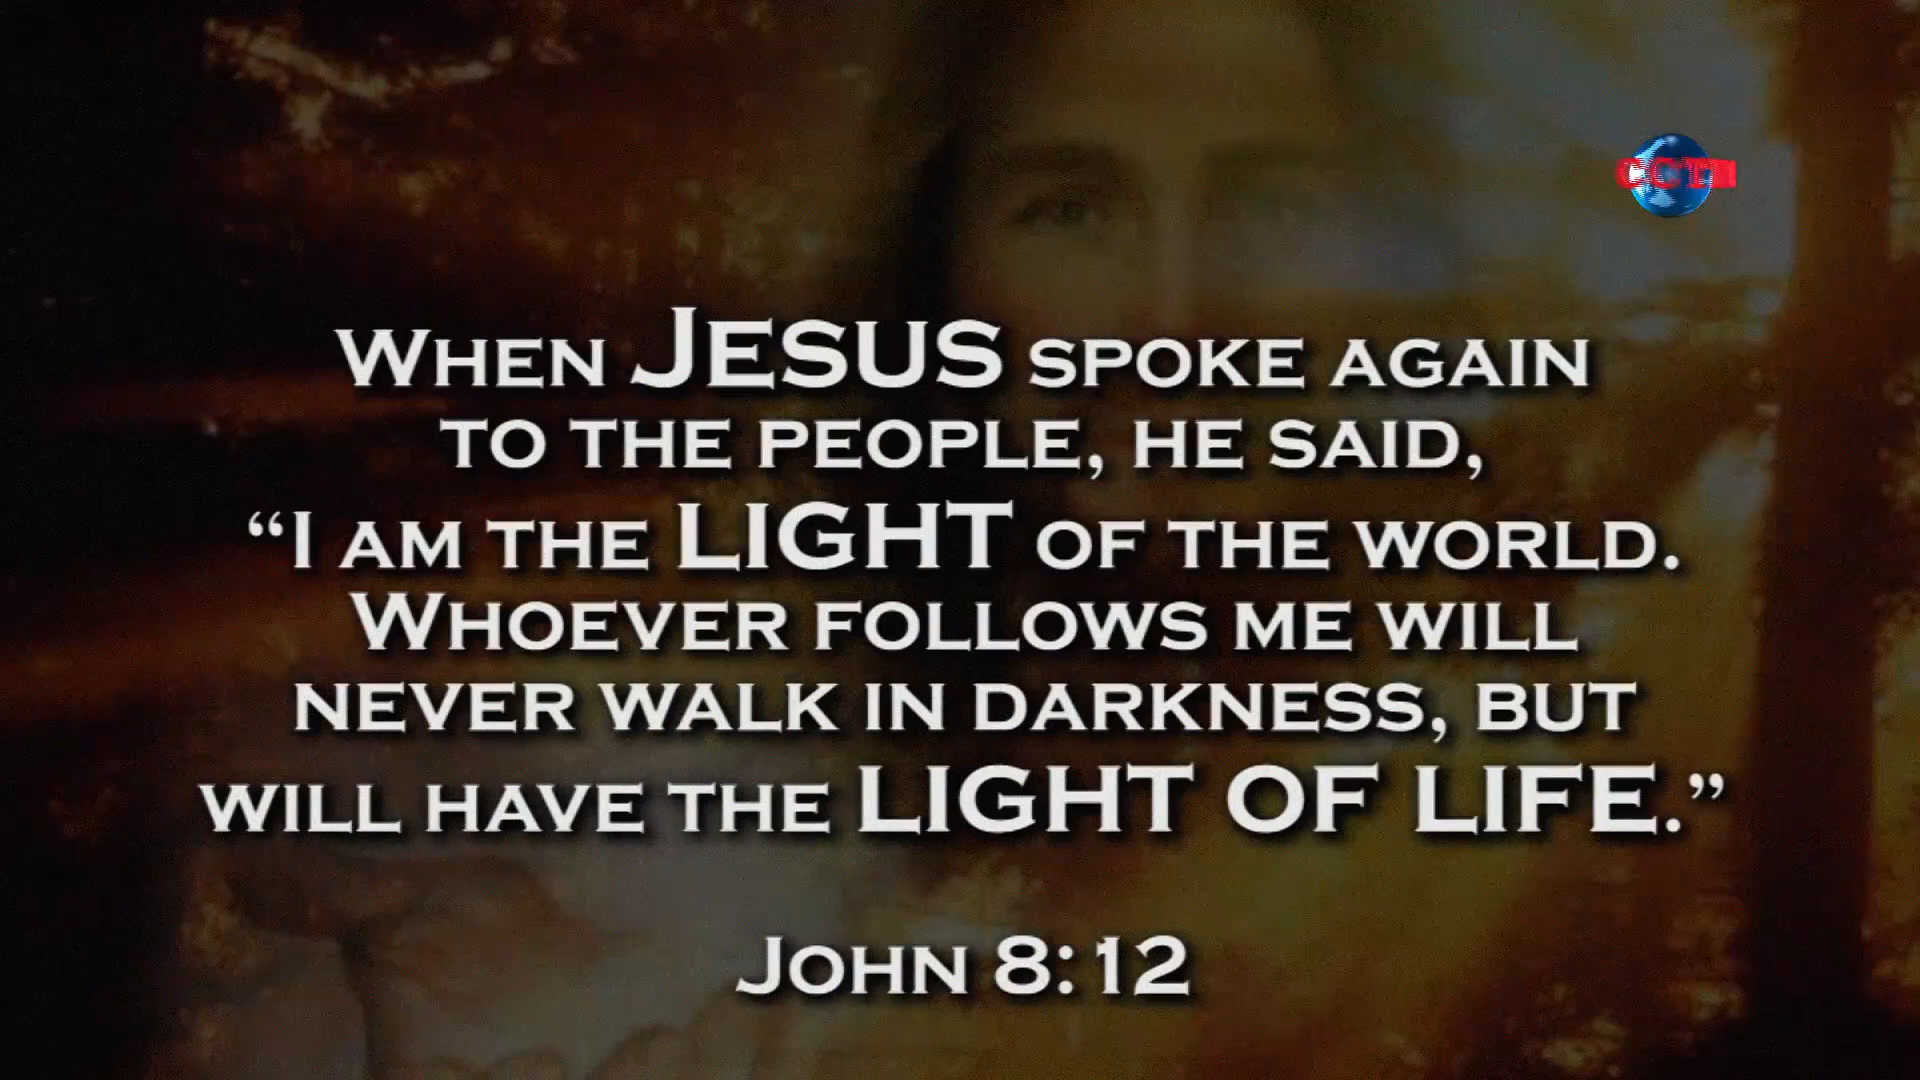 When JESUS spoke again
to the people, he said,
“I am the LIGHT of the world.
Whoever follows me will
never walk in darkness, but
will have the LIGHT OF LIFE.”
John 8:12